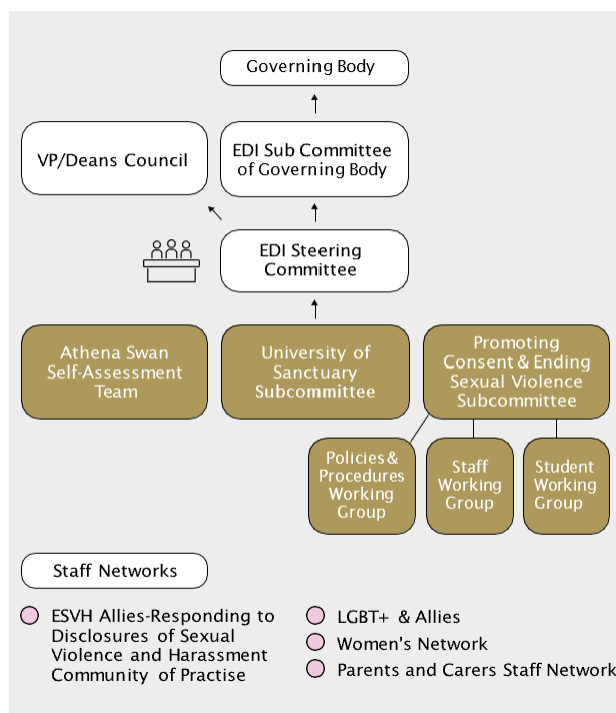 Governing Body
VP/Deans Council
EDI Sub Committee
of Governing Body
EDI Steering
Committee
Athena Swan
Self-Assessment
Team
University of
Sanctuary
Subcommittee
Promoting
Consent & Ending
Sexual Violence
Subcommittee
Policies &
Procedures
Working
Group
Staff
Working
Group
Student
Working
Group
Staff Networks
ESVH Allies-Responding to
Disclosures of Sexual
Violence and Harassment
Community of Practise
LGBT+ & Allies
Women's Network
Parents and Carers Staff Network